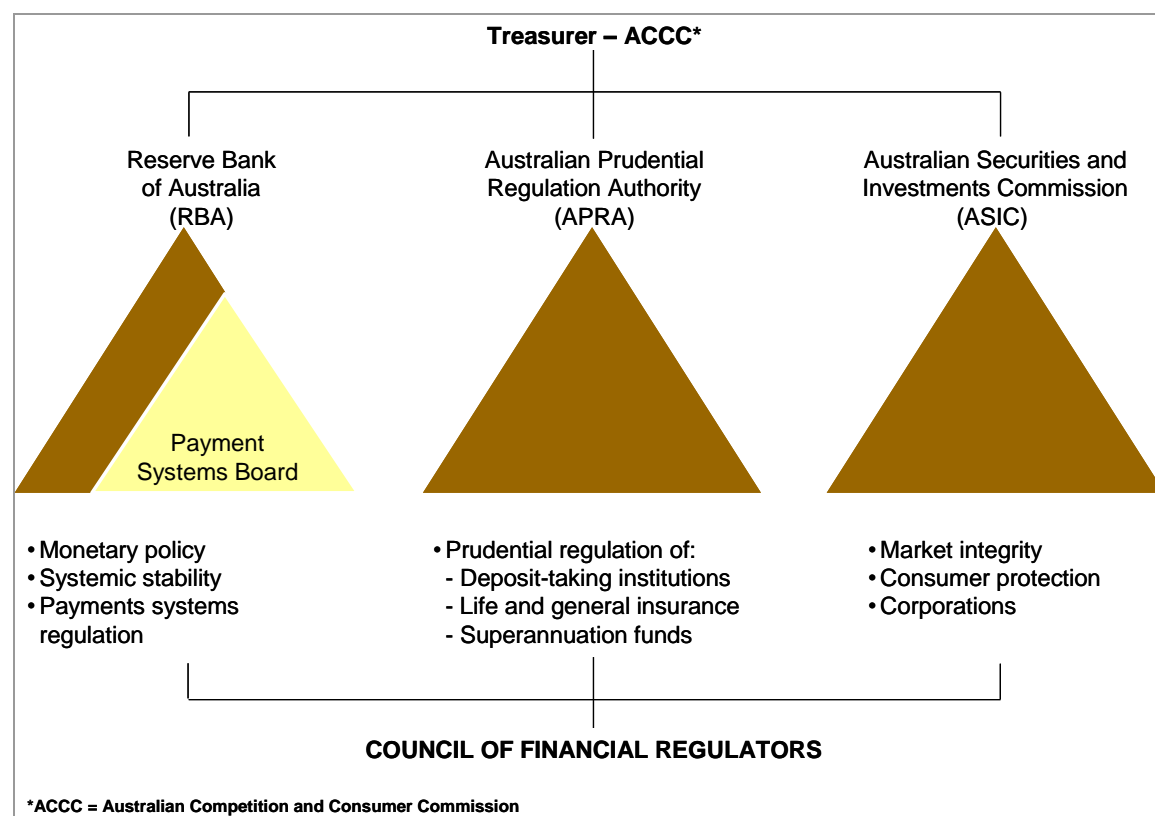 Treasurer – ACCC*
Reserve Bank
of Australia
(RBA)
Australian Prudential
Regulation Authority
(APRA)
Australian Securities and
Investments Commission
(ASIC)
Payment
Systems Board
• Monetary policy
• Systemic stability
• Payments systems
regulation
• Prudential regulation of:
- Deposit-taking institutions
- Life and general insurance
- Superannuation funds
• Market integrity
• Consumer protection
• Corporations
COUNCIL OF FINANCIAL REGULATORS
*ACCC = Australian Competition and Consumer Commission